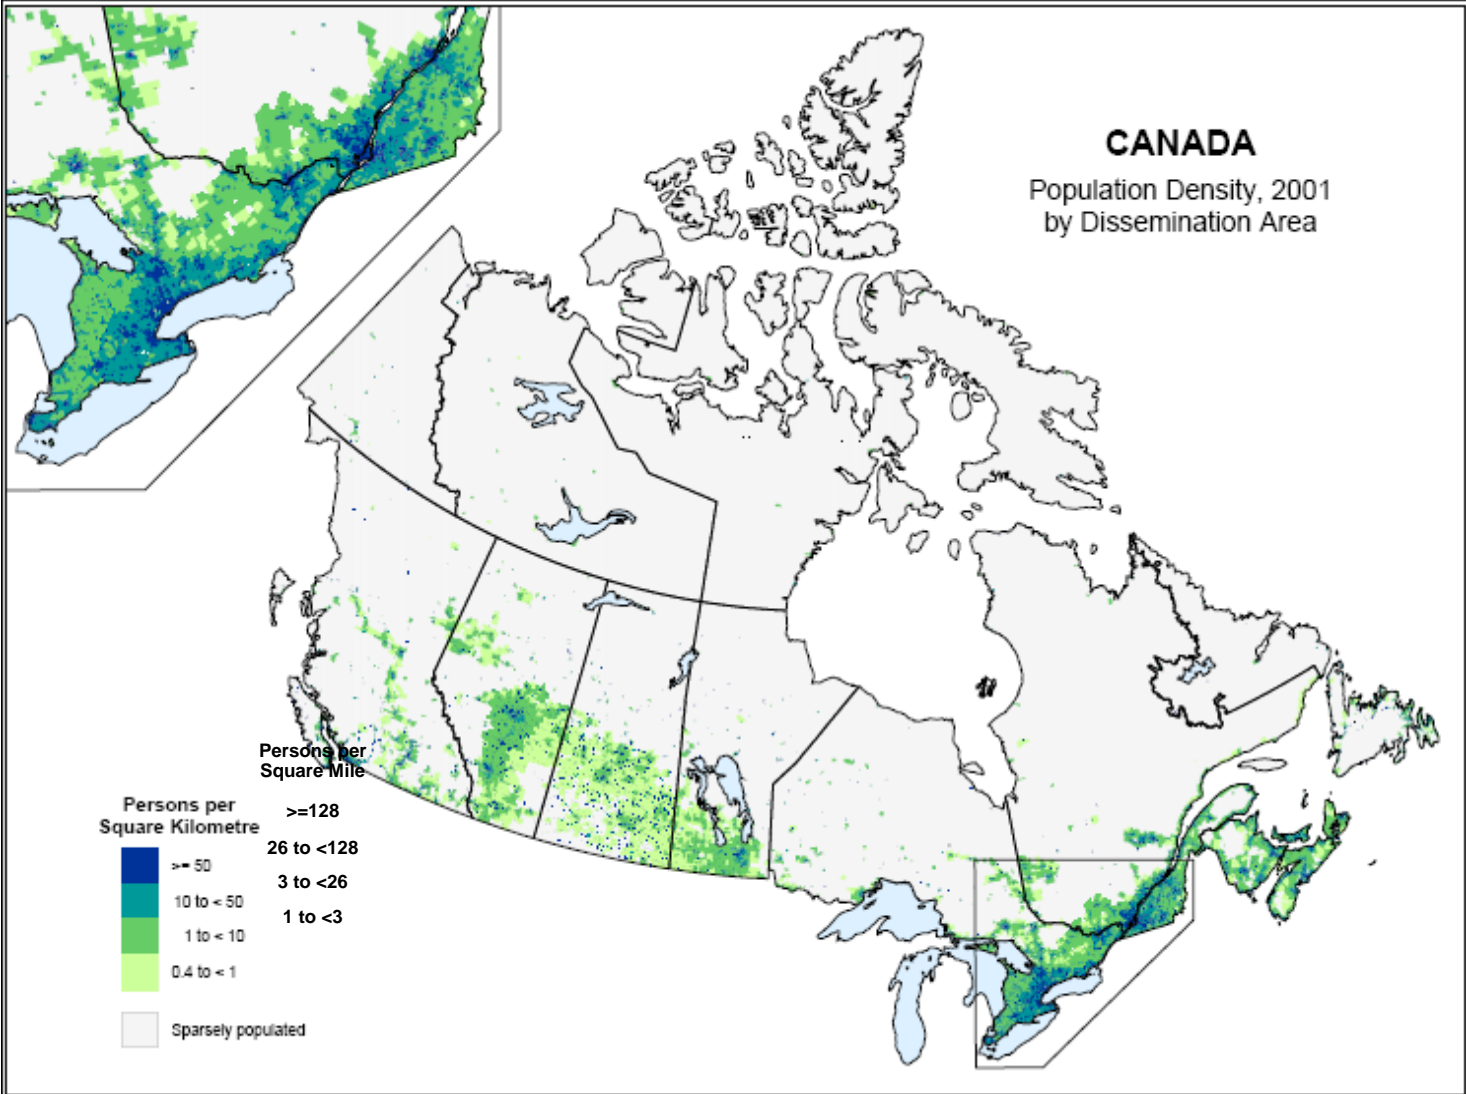 CANADA
Population Density, 2001
by Dissemination Area
Persons per
Square Mile
>=128
26 to <128
3 to <26
1 to <3
Persons per
Square Kilometre
>= 50
10 to < 50
1 to < 10
0.4 to < 1
Sparsely populated